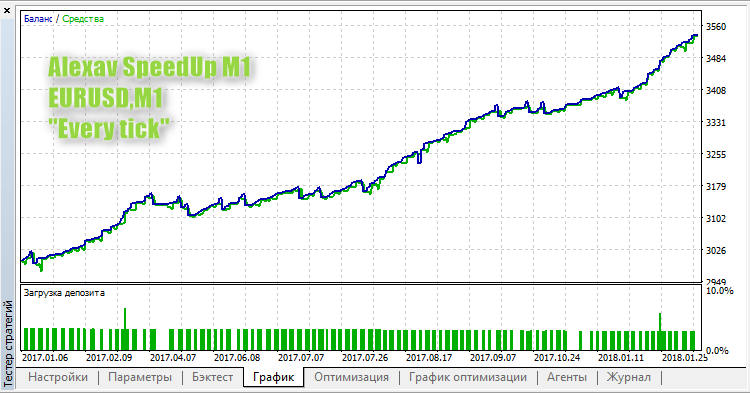 Баланс / Средства
Alexav SpeedUp M1
EURUSD,M1
"Every tick"
3560
3484
3408
3331
3255
3179
3102
3026
2949
Загрузка депозита
10.0%
0.0%
2017.01.06 2017.02.09 2017.04.07 2017.06.08 2017.07.07 2017.07.26 2017.08.17 2017.09.07 2017.10.24 2018.01.11 2018.01.25
Тестер стратегий
Настройки Параметры Бэктест График Оптимизация График оптимизации Агенты Журнал